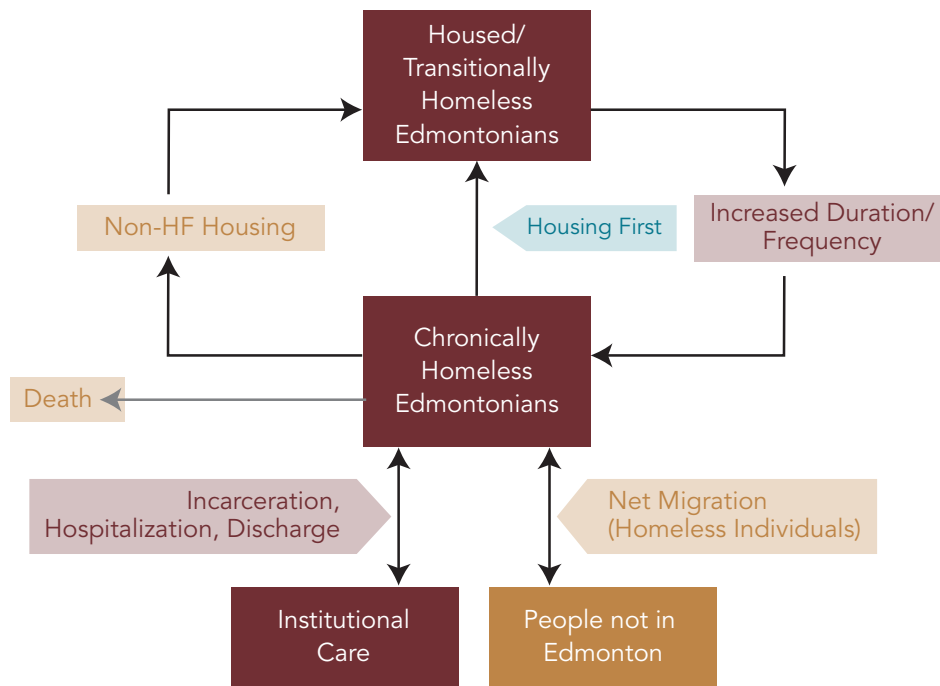 Housed/
Transitionally
Homeless
Edmontonians
Non-HF Housing
Housing First
Increased Duration/
Frequency
Chronically
Homeless
Edmontonians
Death
Incarceration,
Hospitalization, Discharge
Net Migration
(Homeless Individuals)
Institutional
Care
People not in
Edmonton